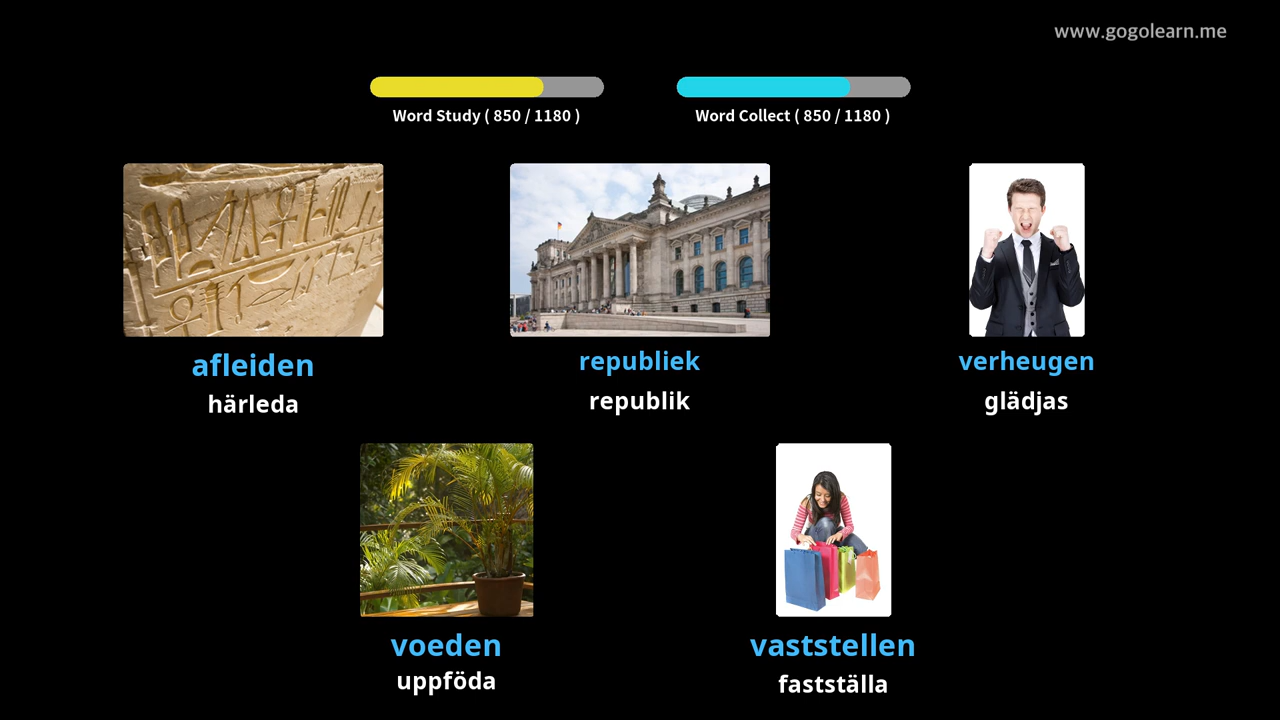 www.gogolearn.me
Word Study ( 850 / 1180 )
Word Collect ( 850 / 1180 )
afleiden
härleda
republiek
republik
verheugen
glädjas
voeden
uppföda
vaststellen
fastställa